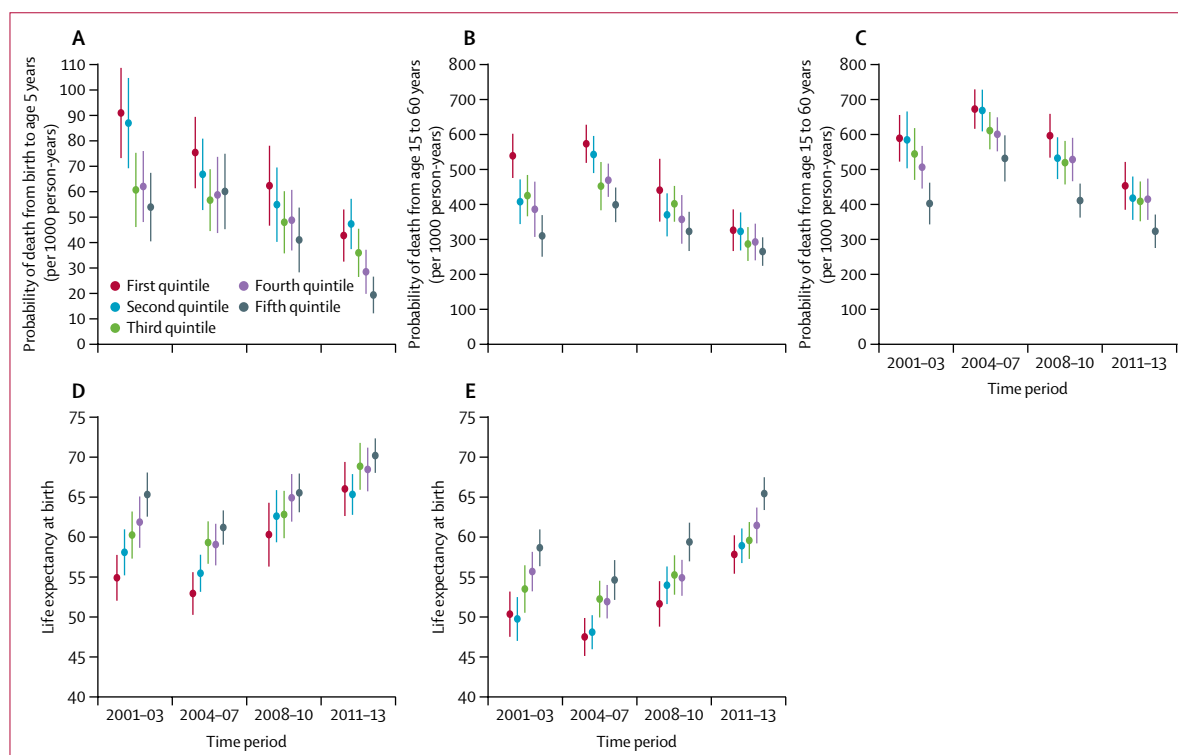 A
Probability of death from birth to age 5 years
(per 1000 person-years)
110
100
90
80
70
60
50
40
30
20
10
0
First quintile
Second quintile
Third quintile
Fourth quintile
Fifth quintile
B
Probability of death from age 15 to 60 years
(per 1000 person-years)
800
700
600
500
400
300
200
100
0
C
Probability of death from age 15 to 60 years
(per 1000 person-years)
800
700
600
500
400
300
200
100
0
2001–03 2004–07 2008–10 2011–13
Time period
D
Life expectancy at birth
75
70
65
60
55
50
45
40
2001–03 2004–07 2008–10 2011–13
Time period
E
Life expectancy at birth
75
70
65
60
55
50
45
40
2001–03 2004–07 2008–10 2011–13
Time period